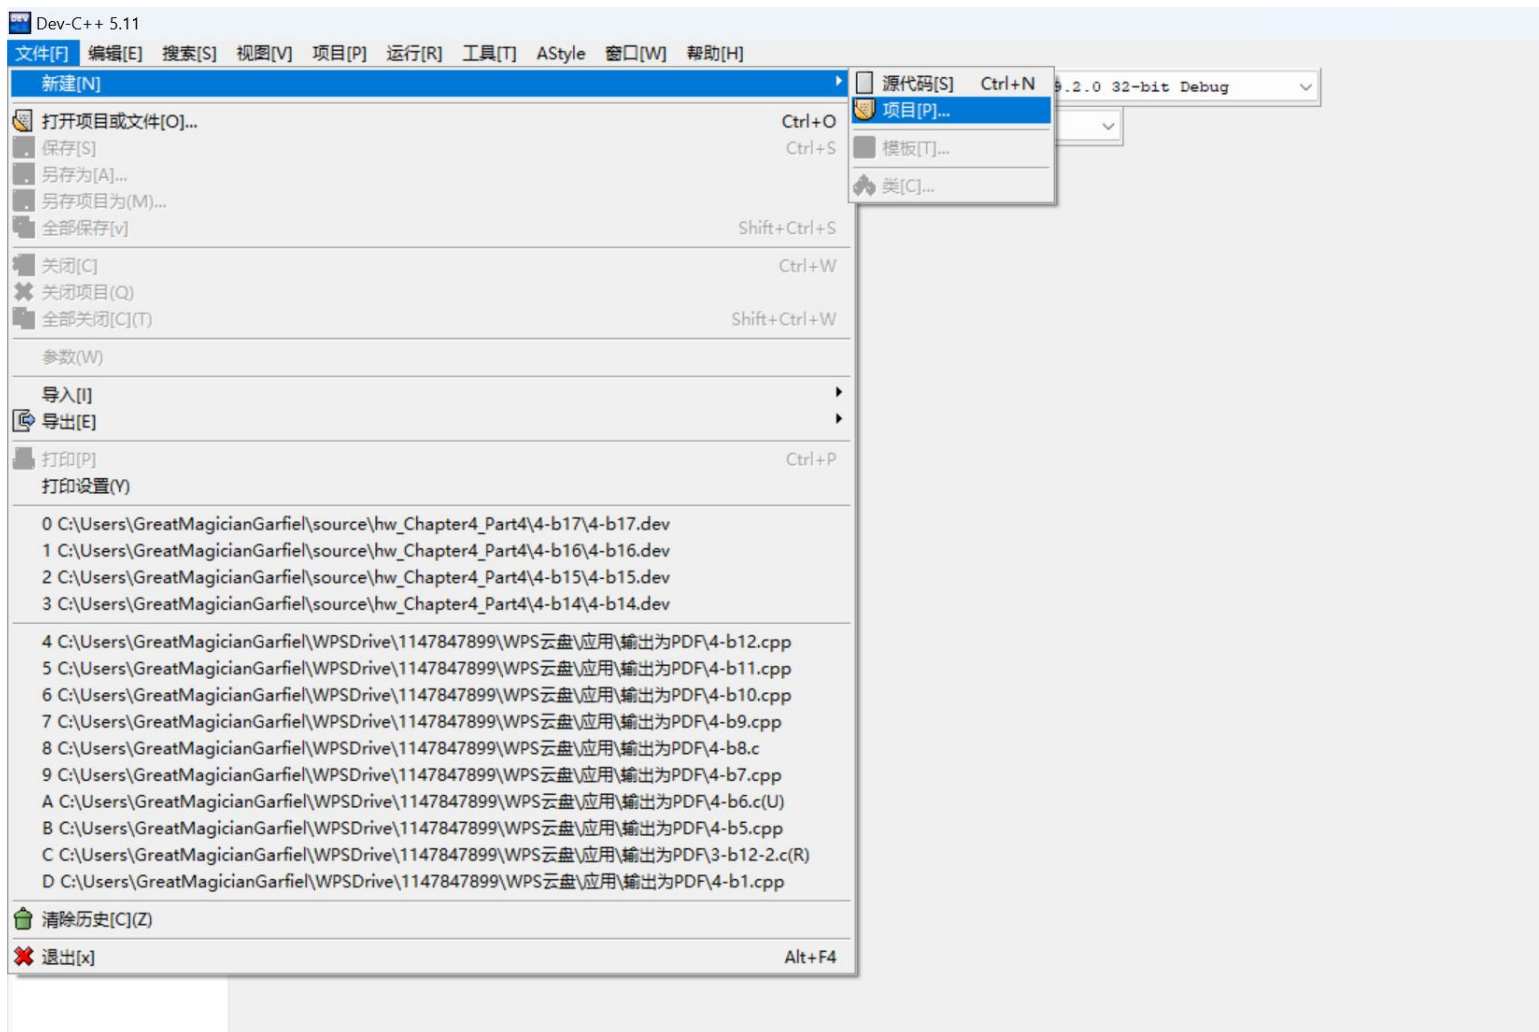 Dev-C++ 5.11
文件[F] 编辑[E] 搜索[S] 视图[V] 项目[P] 运行[R] 工具[T] AStyle 窗口[W] 帮助[H]
新建[N]
源代码[S] Ctrl+N
9.2.0 32-bit Debug
项目[P]...
打开项目或文件[O]... Ctrl+O
保存[S] Ctrl+S
模板[T]...
另存为[A]...
类[C]...
另存项目为(M)...
全部保存[v] Shift+Ctrl+S
关闭[C] Ctrl+W
关闭项目(Q)
全部关闭[C](T) Shift+Ctrl+W
参数(W)
导入[I]
导出[E]
打印[P] Ctrl+P
打印设置(Y)
0 C:\Users\GreatMagicianGarfiel\source\hw_Chapter4_Part4\4-b17\4-b17.dev
1 C:\Users\GreatMagicianGarfiel\source\hw_Chapter4_Part4\4-b16\4-b16.dev
2 C:\Users\GreatMagicianGarfiel\source\hw_Chapter4_Part4\4-b15\4-b15.dev
3 C:\Users\GreatMagicianGarfiel\source\hw_Chapter4_Part4\4-b14\4-b14.dev
4 C:\Users\GreatMagicianGarfiel\WPSDrive\1147847899\WPS云盘\应用\输出为PDF\4-b12.cpp
5 C:\Users\GreatMagicianGarfiel\WPSDrive\1147847899\WPS云盘\应用\输出为PDF\4-b11.cpp
6 C:\Users\GreatMagicianGarfiel\WPSDrive\1147847899\WPS云盘\应用\输出为PDF\4-b10.cpp
7 C:\Users\GreatMagicianGarfiel\WPSDrive\1147847899\WPS云盘\应用\输出为PDF\4-b9.cpp
8 C:\Users\GreatMagicianGarfiel\WPSDrive\1147847899\WPS云盘\应用\输出为PDF\4-b8.c
9 C:\Users\GreatMagicianGarfiel\WPSDrive\1147847899\WPS云盘\应用\输出为PDF\4-b7.cpp
A C:\Users\GreatMagicianGarfiel\WPSDrive\1147847899\WPS云盘\应用\输出为PDF\4-b6.c(U)
B C:\Users\GreatMagicianGarfiel\WPSDrive\1147847899\WPS云盘\应用\输出为PDF\4-b5.cpp
C C:\Users\GreatMagicianGarfiel\WPSDrive\1147847899\WPS云盘\应用\输出为PDF\3-b12-2.c(R)
D C:\Users\GreatMagicianGarfiel\WPSDrive\1147847899\WPS云盘\应用\输出为PDF\4-b1.cpp
清除历史[C](Z)
退出[x] Alt+F4